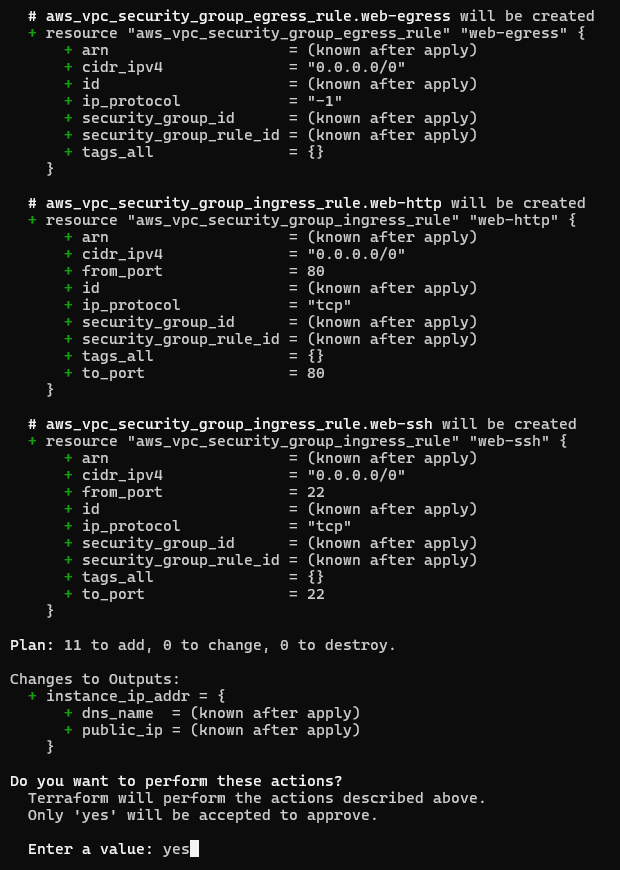 # aws_vpc_security_group_egress_rule.web-egress will be created
+ resource "aws_vpc_security_group_egress_rule" "web-egress" {
+ arn = (known after apply)
+ cidr_ipv4 = "0.0.0.0/0"
+ id = (known after apply)
+ ip_protocol = "-1"
+ security_group_id = (known after apply)
+ security_group_rule_id = (known after apply)
+ tags_all = {}
}
# aws_vpc_security_group_ingress_rule.web-http will be created
+ resource "aws_vpc_security_group_ingress_rule" "web-http" {
+ arn = (known after apply)
+ cidr_ipv4 = "0.0.0.0/0"
+ from_port = 80
+ id = (known after apply)
+ ip_protocol = "tcp"
+ security_group_id = (known after apply)
+ security_group_rule_id = (known after apply)
+ tags_all = {}
+ to_port = 80
}
# aws_vpc_security_group_ingress_rule.web-ssh will be created
+ resource "aws_vpc_security_group_ingress_rule" "web-ssh" {
+ arn = (known after apply)
+ cidr_ipv4 = "0.0.0.0/0"
+ from_port = 22
+ id = (known after apply)
+ ip_protocol = "tcp"
+ security_group_id = (known after apply)
+ security_group_rule_id = (known after apply)
+ tags_all = {}
+ to_port = 22
}
Plan: 11 to add, 0 to change, 0 to destroy.
Changes to Outputs:
+ instance_ip_addr = {
+ dns_name = (known after apply)
+ public_ip = (known after apply)
}
Do you want to perform these actions?
Terraform will perform the actions described above.
Only 'yes' will be accepted to approve.
Enter a value: yes